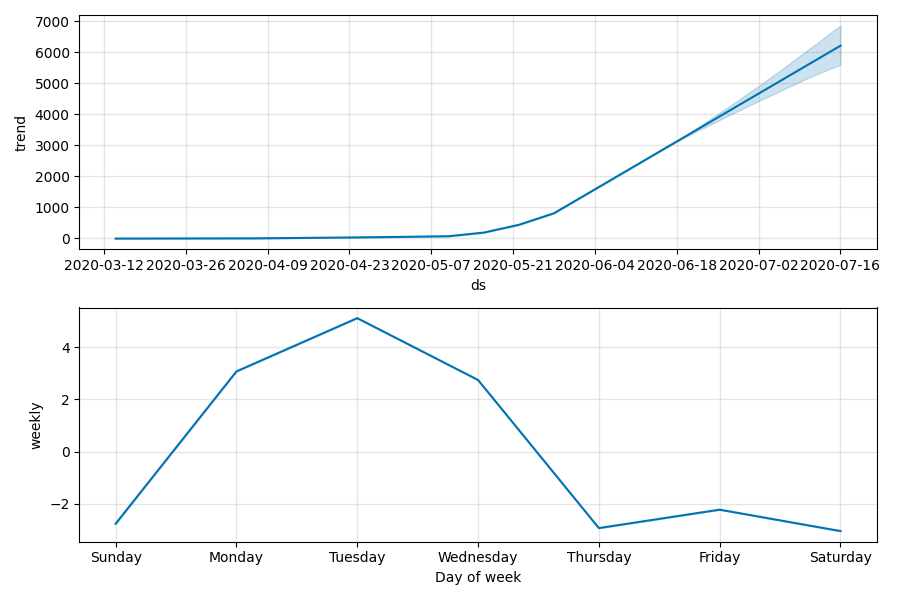 7000
6000
5000
4000
3000
2000
1000
0
trend
2020-03-12 2020-03-26 2020-04-09 2020-04-23 2020-05-07 2020-05-21 2020-06-04 2020-06-18 2020-07-02 2020-07-16
ds
4
2
0
−2
weekly
Sunday Monday Tuesday Wednesday Thursday Friday Saturday
Day of week